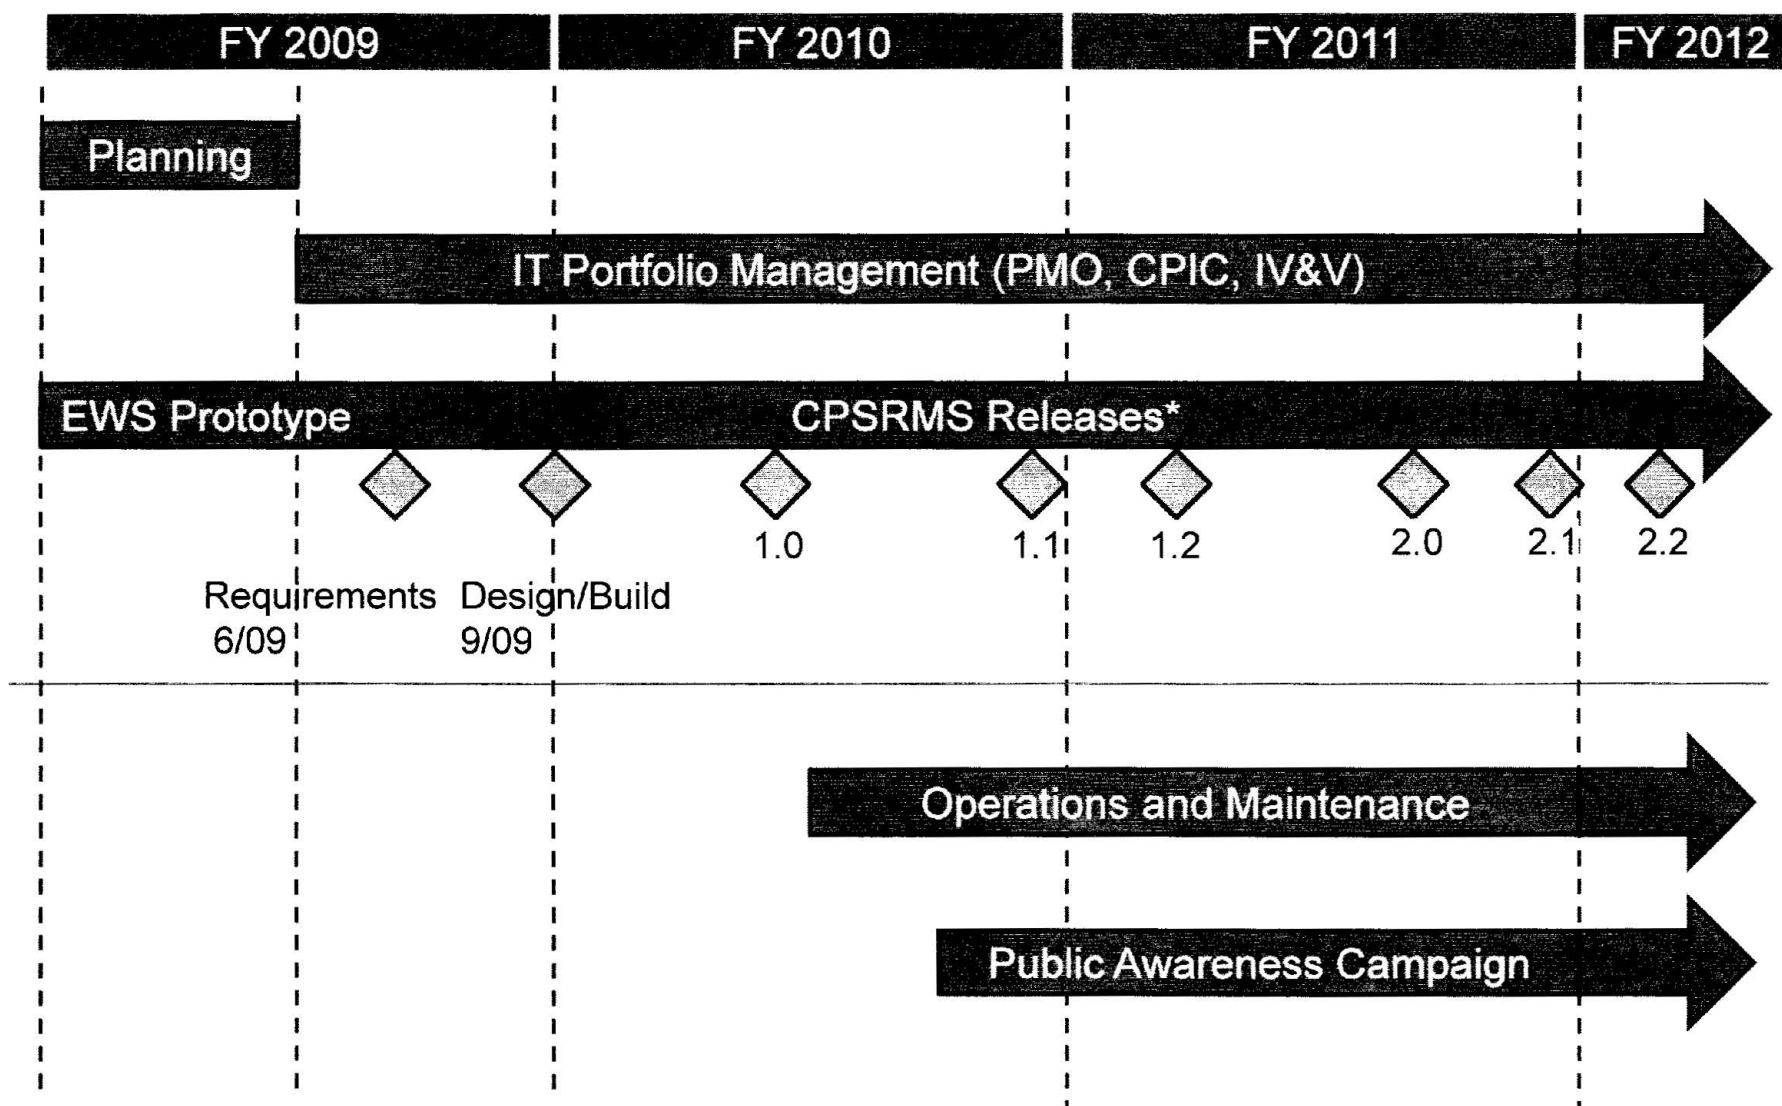 FY 2009
FY 2010
FY 2011
FY 2012
Planning
IT Portfolio Management (PMO, CPIC, IV&V)
EWS Prototype
CPSRMS Releases*
1.0
1.1
1.2
2.0
2.1
2.2
Requirements
6/09
Design/Build
9/09
Operations and Maintenance
Public Awareness Campaign